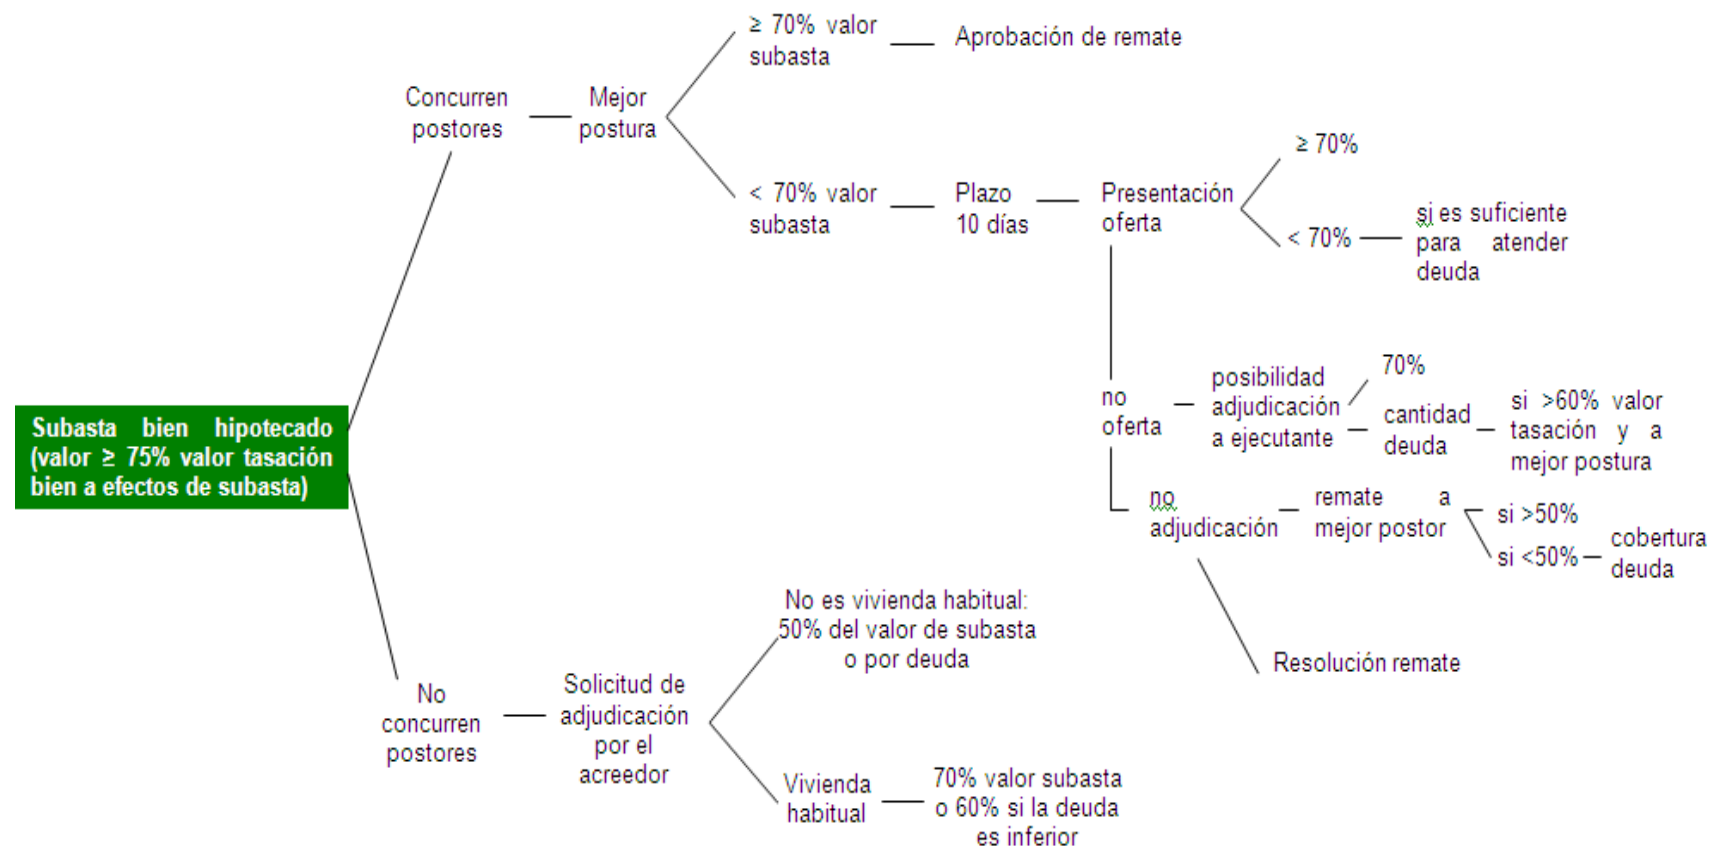 ≥ 70% valor
subasta
Aprobación de remate
Concurren
postores
Mejor
postura
< 70% valor
subasta
Plazo
10 días
Presentación
oferta
≥ 70%
< 70%
si es suficiente
para atender
deuda
no
oferta
posibilidad
adjudicación
a ejecutante
70%
cantidad
deuda
si >60% valor
tasación y a
mejor postura
no
adjudicación
remate a
mejor postor
si >50%
si <50%
cobertura
deuda
Resolución remate
Subasta bien hipotecado
(valor ≥ 75% valor tasación
bien a efectos de subasta)
No
concurren
postores
Solicitud de
adjudicación
por el
acreedor
No es vivienda habitual:
50% del valor de subasta
o por deuda
Vivienda
habitual
70% valor subasta
o 60% si la deuda
es inferior